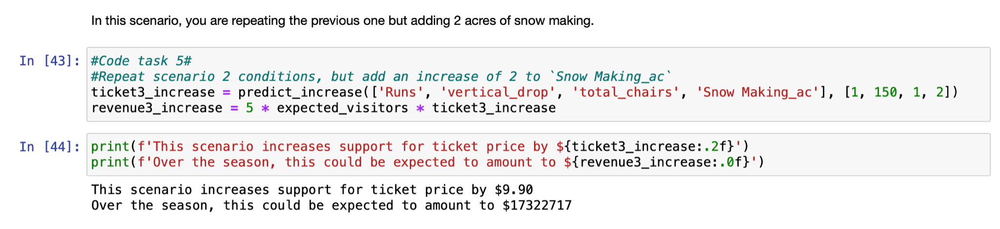 In this scenario, you are repeating the previous one but adding 2 acres of snow making.
In [43]: #Code task 5#
#Repeat scenario 2 conditions, but add an increase of 2 to `Snow Making_ac`
ticket3_increase = predict_increase(['Runs', 'vertical_drop', 'total_chairs', 'Snow Making_ac'], [1, 150, 1, 2])
revenue3_increase = 5 * expected_visitors * ticket3_increase
In [44]: print(f'This scenario increases support for ticket price by ${ticket3_increase:.2f}')
print(f'Over the season, this could be expected to amount to ${revenue3_increase:.0f}')
This scenario increases support for ticket price by $9.90
Over the season, this could be expected to amount to $17322717